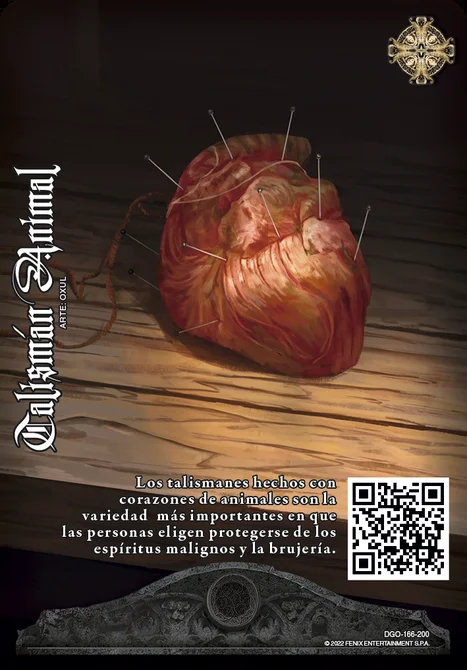 Talismán Animal
ARTE: OXUL
Los talismanes hechos con
corazones de animales son la
variedad más importantes en que
las personas eligen protegerse de los
espíritus malignos y la brujería.
DGO-166-200
© 2022 FENIX ENTERTAINMENT S.P.A.